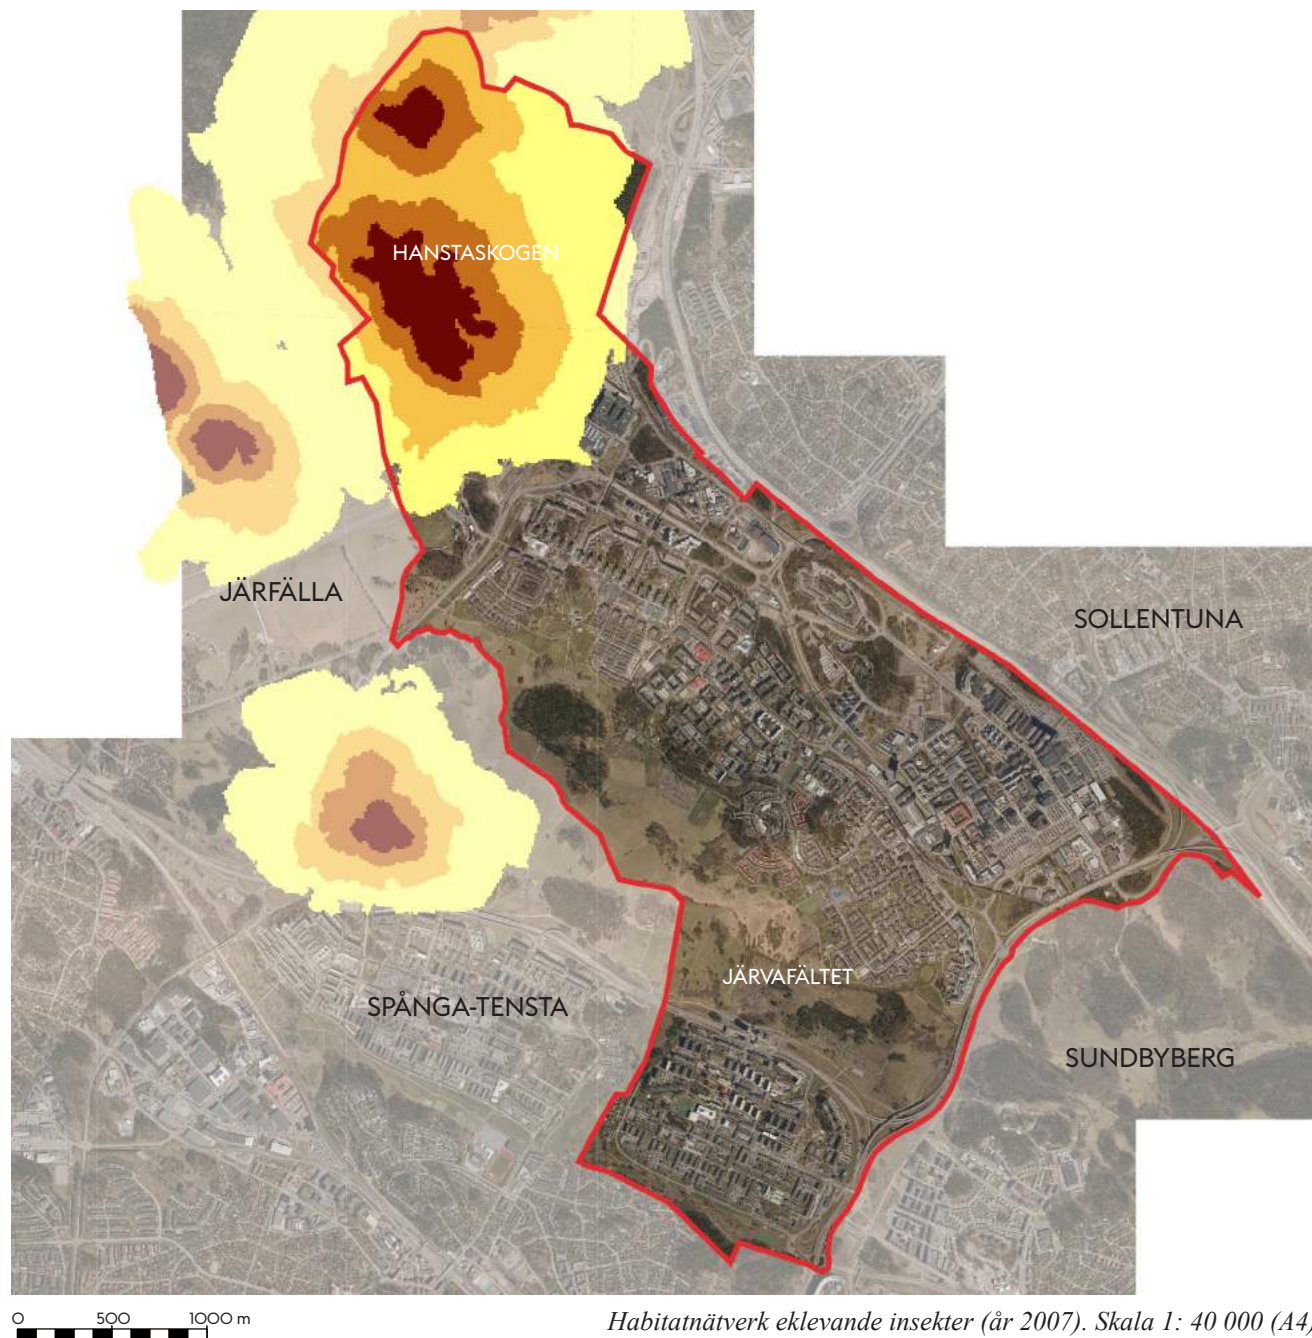 HANSTASKOGEN
JÄRFÄLLA
SOLLENTUNA
JÄRVAFÄLTET
SPÅNGA-TENSTA
SUNDBYBERG
0 500 1000 m
Habitatnätverk eklevande insekter (år 2007). Skala 1: 40 000 (A4)